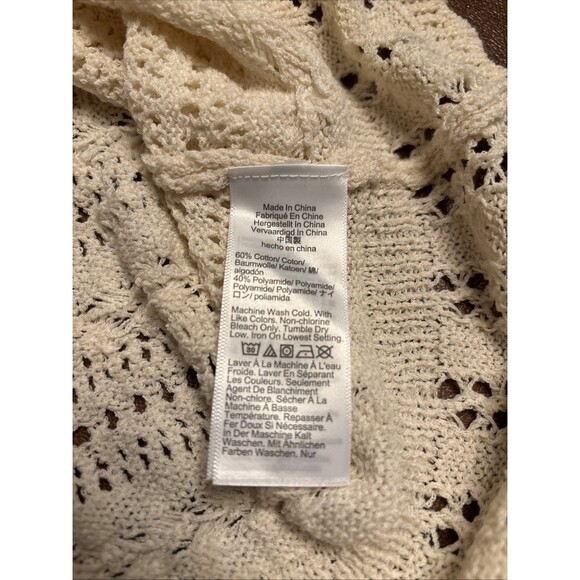 Made In China
Fabriqué En Chine
Hergestellt In China
Vervaardigd In China
中国製
hecho en china
60% Cotton/ Coton/
Baumwolle/ Katoen/ 綿/
algodón
40% Polyamide/ Polyamide/
Polyamide/ Polyamide/ ナイ
ロン/ poliamida
Machine Wash Cold. With
Like Colors. Non-chlorine
Bleach Only. Tumble Dry
Low. Iron On Lowest Setting.
30
Laver À La Machine À L'eau
Froide. Laver En Séparant
Les Couleurs. Seulement
Agent De Blanchiment
Non-chlore. Sécher À La
Machine À Basse
Température. Repasser À
Fer Doux Si Nécessaire.
in Der Maschine Kalt
Waschen. Mit Ähnlichen
Farben Waschen. Nur